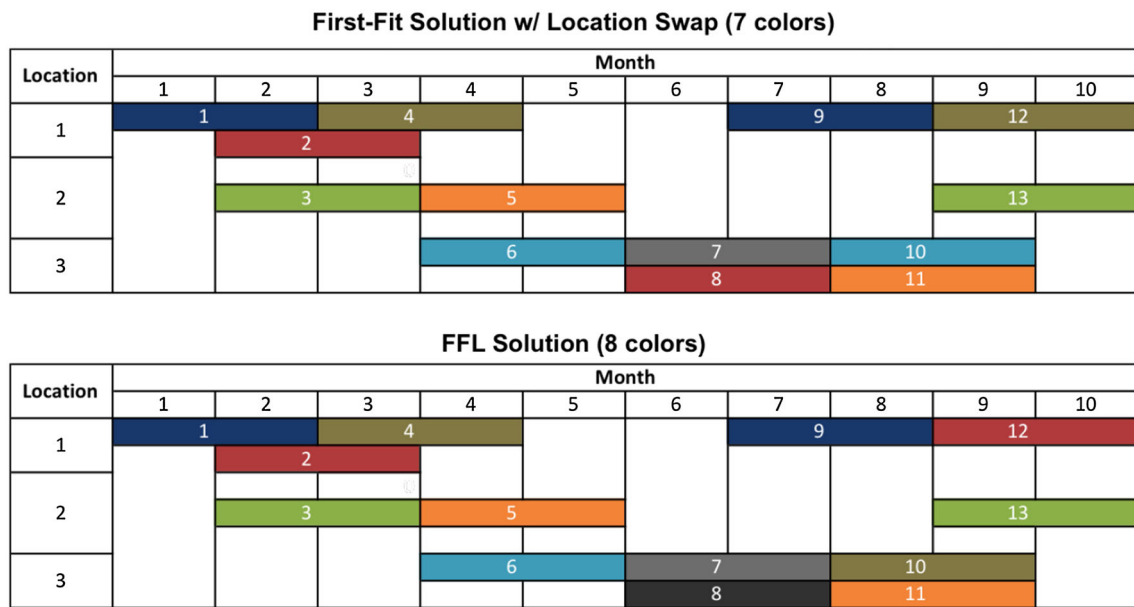 First-Fit Solution w/ Location Swap (7 colors)
Location Month
1 2 3 4 5 6 7 8 9 10
1 1 4 9 12
2
2 3 5 13
3 6 7 10
8 11
FFL Solution (8 colors)
Location Month
1 2 3 4 5 6 7 8 9 10
1 1 4 9 12
2
2 3 5 13
3 6 7 10
8 11